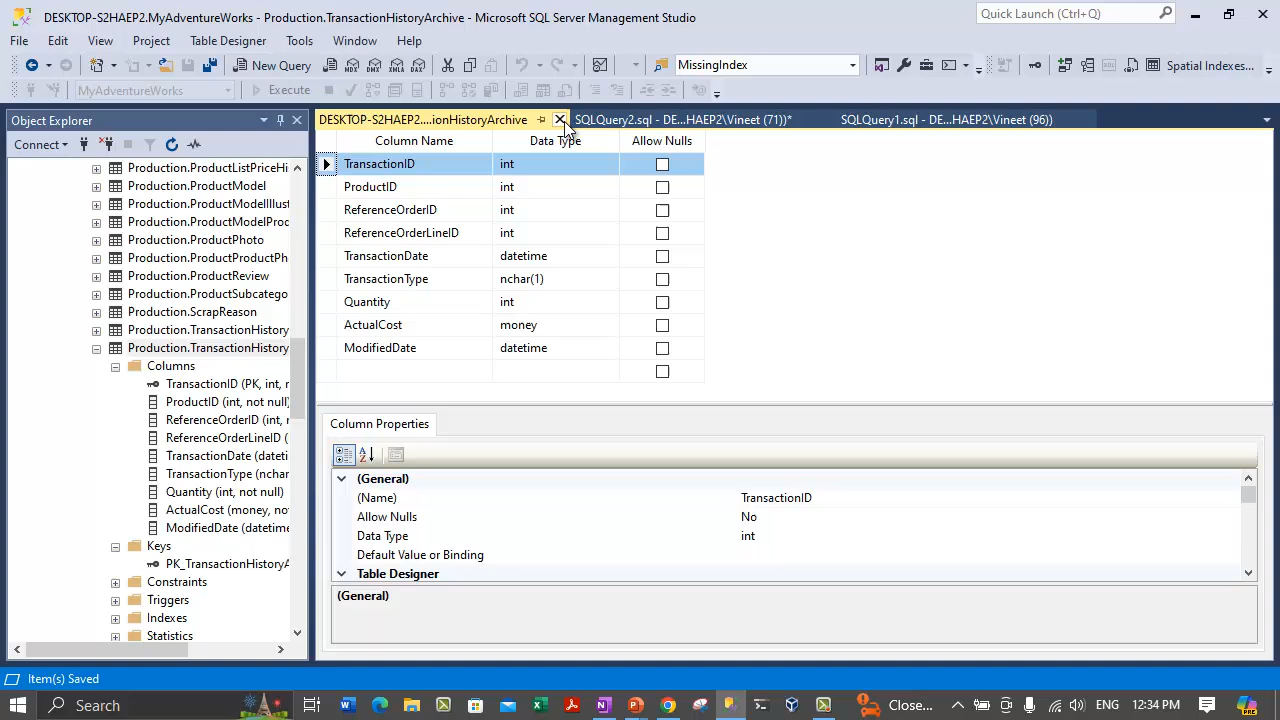 DESKTOP-S2HAEP2.MyAdventureWorks - Production.TransactionHistoryArchive - Microsoft SQL Server Management Studio
Quick Launch (Ctrl+Q)
File Edit View Project Table Designer Tools Window Help
New Query MDX DMX XMLA DAX MissingIndex Spatial Indexes...
MyAdventureWorks Execute
Object Explorer
DESKTOP-S2HAEP2....ionHistoryArchive SQLQuery2.sql - DE...HAEP2\Vineet (71))* SQLQuery1.sql - DE...HAEP2\Vineet (96))
Connect
Column Name Data Type Allow Nulls
TransactionID int
ProductID int
ReferenceOrderID int
ReferenceOrderLineID int
TransactionDate datetime
TransactionType nchar(1)
Quantity int
ActualCost money
ModifiedDate datetime
Production.ProductListPriceHi
Production.ProductModel
Production.ProductModelIllust
Production.ProductModelProd
Production.ProductPhoto
Production.ProductProductPh
Production.ProductReview
Production.ProductSubcatego
Production.ScrapReason
Production.TransactionHistory
Production.TransactionHistory
Columns
TransactionID (PK, int, n
ProductID (int, not null)
ReferenceOrderID (int, n
ReferenceOrderLineID (
TransactionDate (dateti
TransactionType (nchar
Quantity (int, not null)
ActualCost (money, no
ModifiedDate (datetime
Keys
PK_TransactionHistoryA
Constraints
Triggers
Indexes
Statistics
Column Properties
(General)
(Name) TransactionID
Allow Nulls No
Data Type int
Default Value or Binding
Table Designer
(General)
Item(s) Saved
Search Close... ENG 12:34 PM